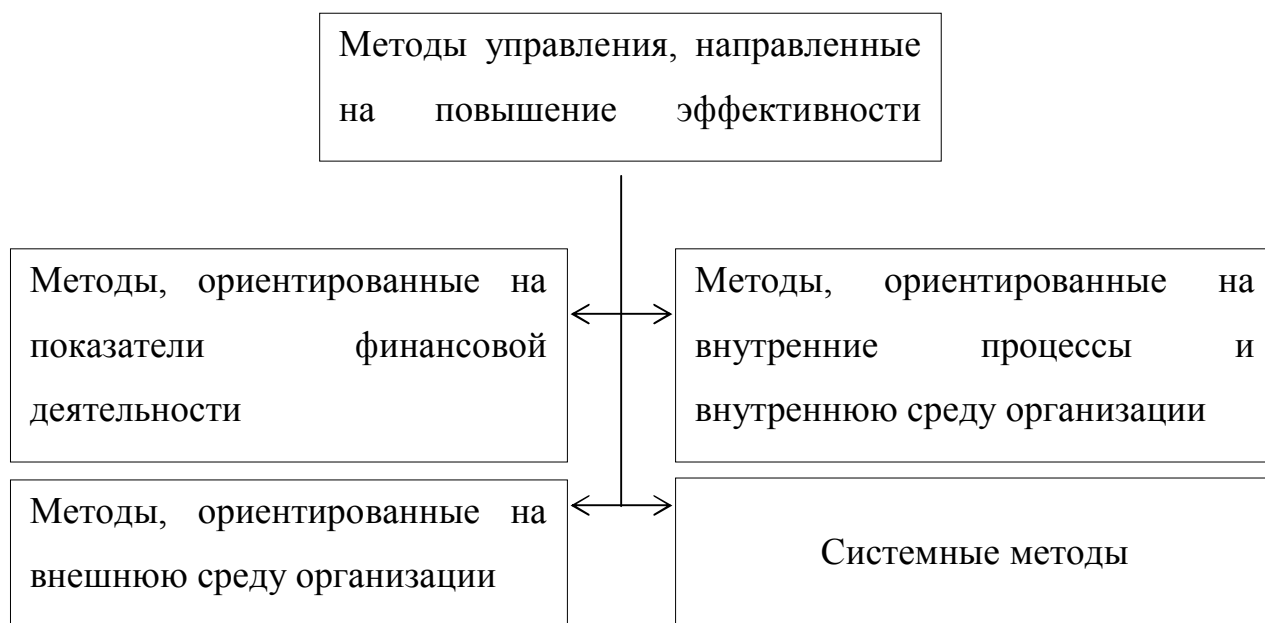 Методы управления, направленные
на повышение эффективности
Методы, ориентированные на
показатели финансовой
деятельности
Методы, ориентированные на
внутренние процессы и
внутреннюю среду организации
Методы, ориентированные на
внешнюю среду организации
Системные методы